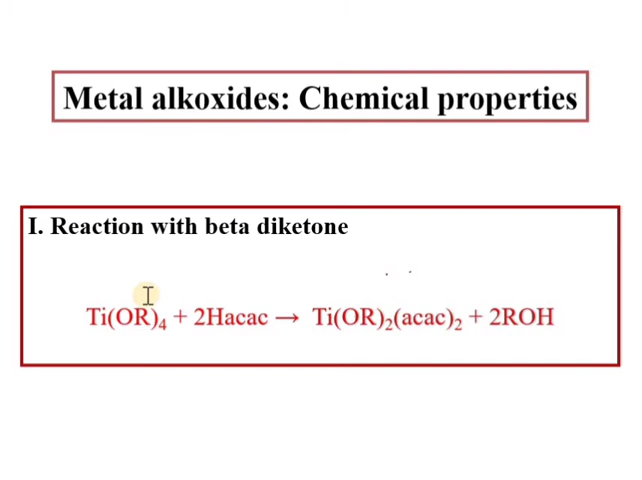 Metal alkoxides: Chemical properties
I. Reaction with beta diketone
Ti(OR)₄ + 2Hacac → Ti(OR)₂(acac)₂ + 2ROH